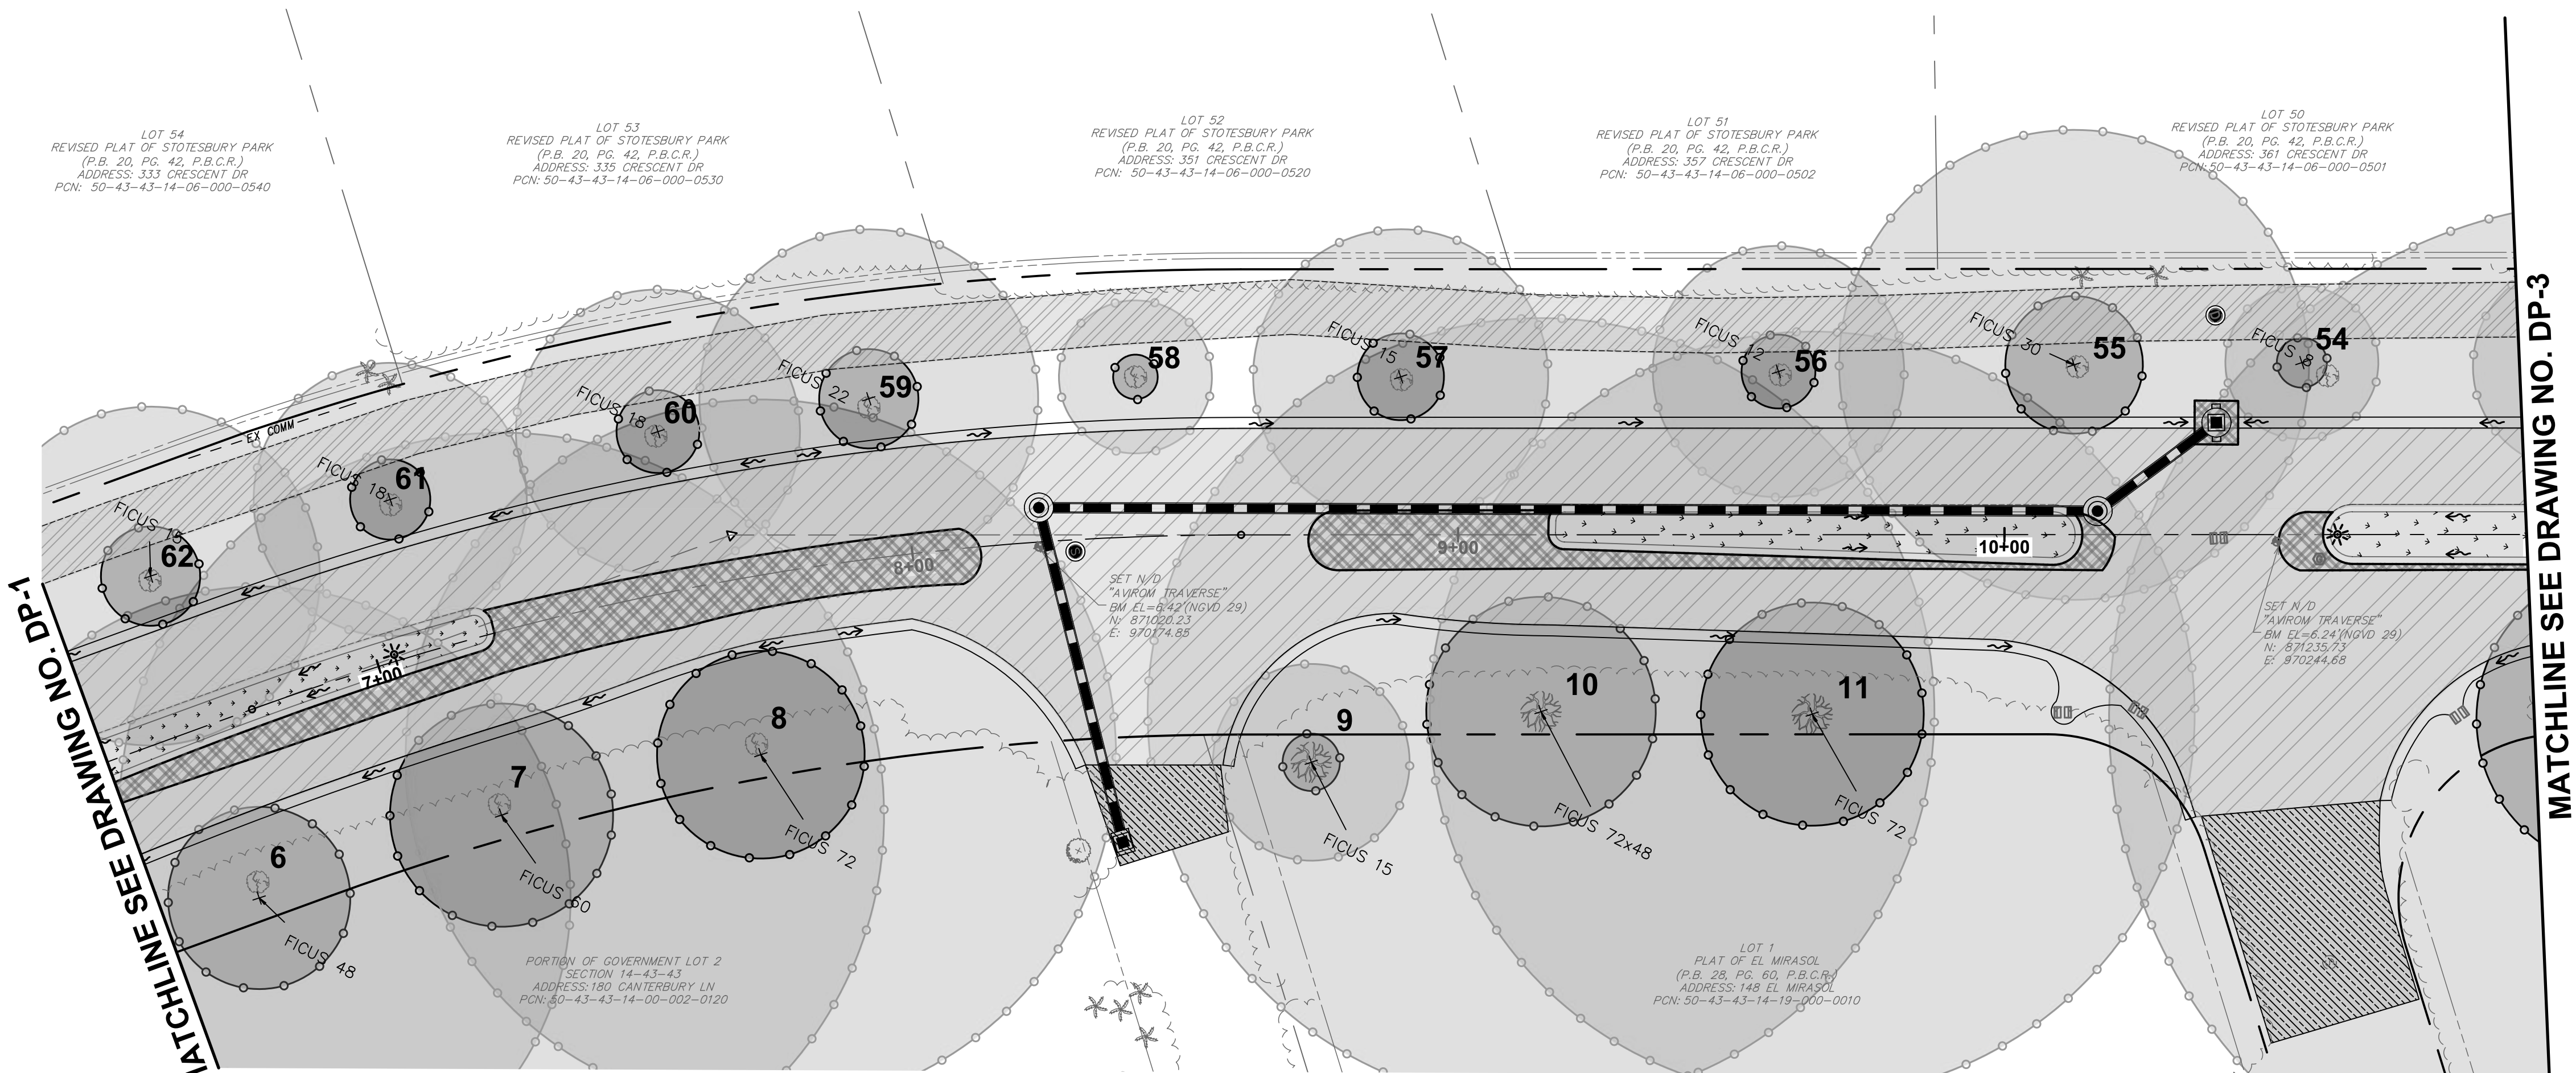 LOT 54
REVISED PLAT OF STOTESBURY PARK
(P.B. 20, PG. 42, P.B.C.R.)
ADDRESS: 333 CRESCENT DR
PCN: 50-43-43-14-06-000-0540
LOT 53
REVISED PLAT OF STOTESBURY PARK
(P.B. 20, PG. 42, P.B.C.R.)
ADDRESS: 335 CRESCENT DR
PCN: 50-43-43-14-06-000-0530
LOT 52
REVISED PLAT OF STOTESBURY PARK
(P.B. 20, PG. 42, P.B.C.R.)
ADDRESS: 351 CRESCENT DR
PCN: 50-43-43-14-06-000-0520
LOT 51
REVISED PLAT OF STOTESBURY PARK
(P.B. 20, PG. 42, P.B.C.R.)
ADDRESS: 357 CRESCENT DR
PCN: 50-43-43-14-06-000-0502
LOT 50
REVISED PLAT OF STOTESBURY PARK
(P.B. 20, PG. 42, P.B.C.R.)
ADDRESS: 361 CRESCENT DR
PCN: 50-43-43-14-06-000-0501
EX COMM
FICUS
62
FICUS 18
61
FICUS 18
60
FICUS 22
59
58
FICUS 15
57
FICUS 12
56
FICUS 30
55
FICUS 8
54
D
S
7+00
8+00
9+00
10+00
SET N/D
"AVIROM TRAVERSE"
BM EL=6.42'(NGVD 29)
N: 871020.23
E: 970174.85
SET N/D
"AVIROM TRAVERSE"
BM EL=6.24'(NGVD 29)
N: 871235.73
E: 970244.68
6
FICUS 48
7
FICUS 60
8
FICUS 72
9
FICUS 15
10
FICUS 72x48
11
FICUS 72
PORTION OF GOVERNMENT LOT 2
SECTION 14-43-43
ADDRESS: 180 CANTERBURY LN
PCN: 50-43-43-14-00-002-0120
LOT 1
PLAT OF EL MIRASOL
(P.B. 28, PG. 60, P.B.C.R.)
ADDRESS: 148 EL MIRASOL
PCN: 50-43-43-14-19-000-0010
MATCHLINE SEE DRAWING NO. DP-1
MATCHLINE SEE DRAWING NO. DP-3